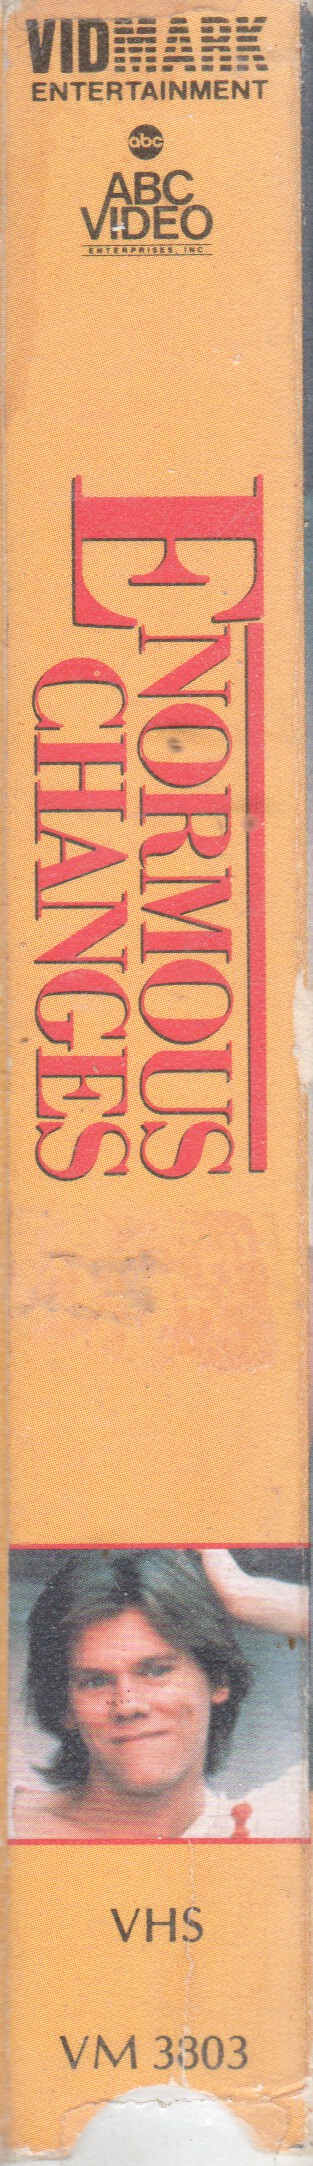 VIDMARK
ENTERTAINMENT
abc
ABC
VIDEO
ENTERPRISES, INC
ENORMOUS
CHANGES
VHS
VM 3303